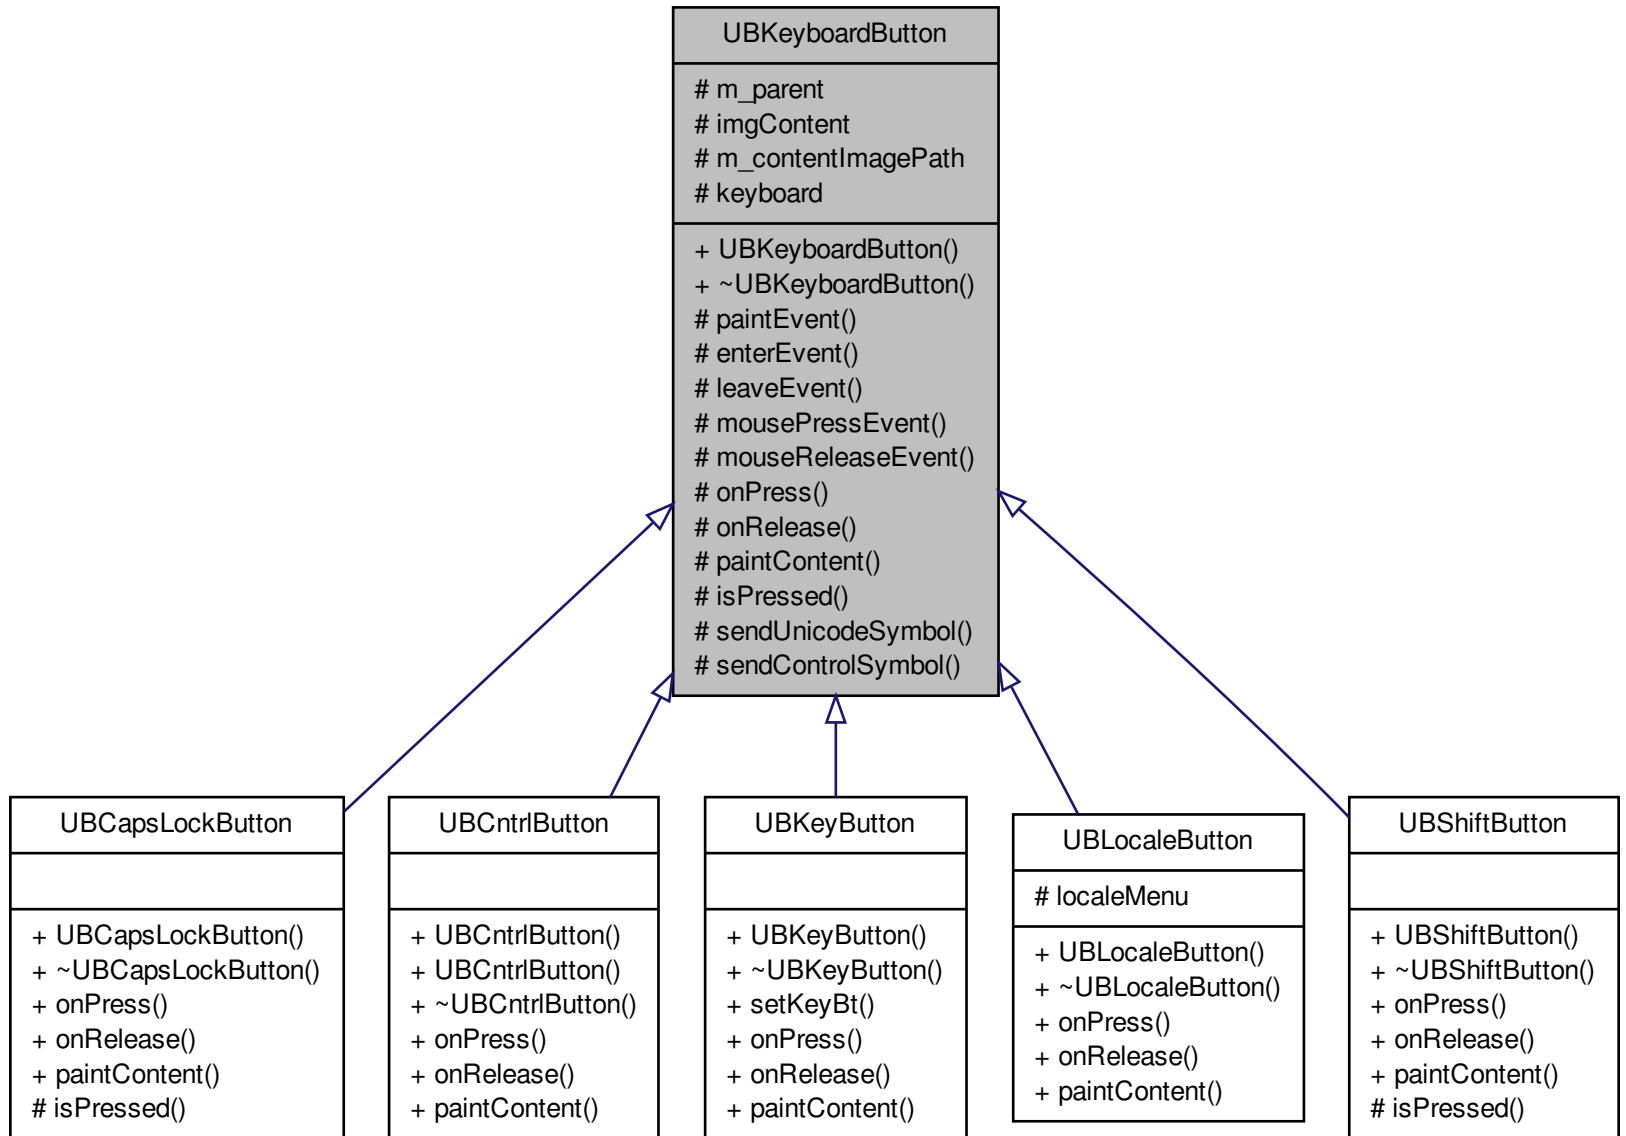 UBKeyboardButton
# m_parent
# imgContent
# m_contentImagePath
# keyboard
+ UBKeyboardButton()
+ ~UBKeyboardButton()
# paintEvent()
# enterEvent()
# leaveEvent()
# mousePressEvent()
# mouseReleaseEvent()
# onPress()
# onRelease()
# paintContent()
# isPressed()
# sendUnicodeSymbol()
# sendControlSymbol()
UBCapsLockButton
+ UBCapsLockButton()
+ ~UBCapsLockButton()
+ onPress()
+ onRelease()
+ paintContent()
# isPressed()
UBCntrlButton
+ UBCntrlButton()
+ UBCntrlButton()
+ ~UBCntrlButton()
+ onPress()
+ onRelease()
+ paintContent()
UBKeyButton
+ UBKeyButton()
+ ~UBKeyButton()
+ setKeyBt()
+ onPress()
+ onRelease()
+ paintContent()
UBLocaleButton
# localeMenu
+ UBLocaleButton()
+ ~UBLocaleButton()
+ onPress()
+ onRelease()
+ paintContent()
UBShiftButton
+ UBShiftButton()
+ ~UBShiftButton()
+ onPress()
+ onRelease()
+ paintContent()
# isPressed()